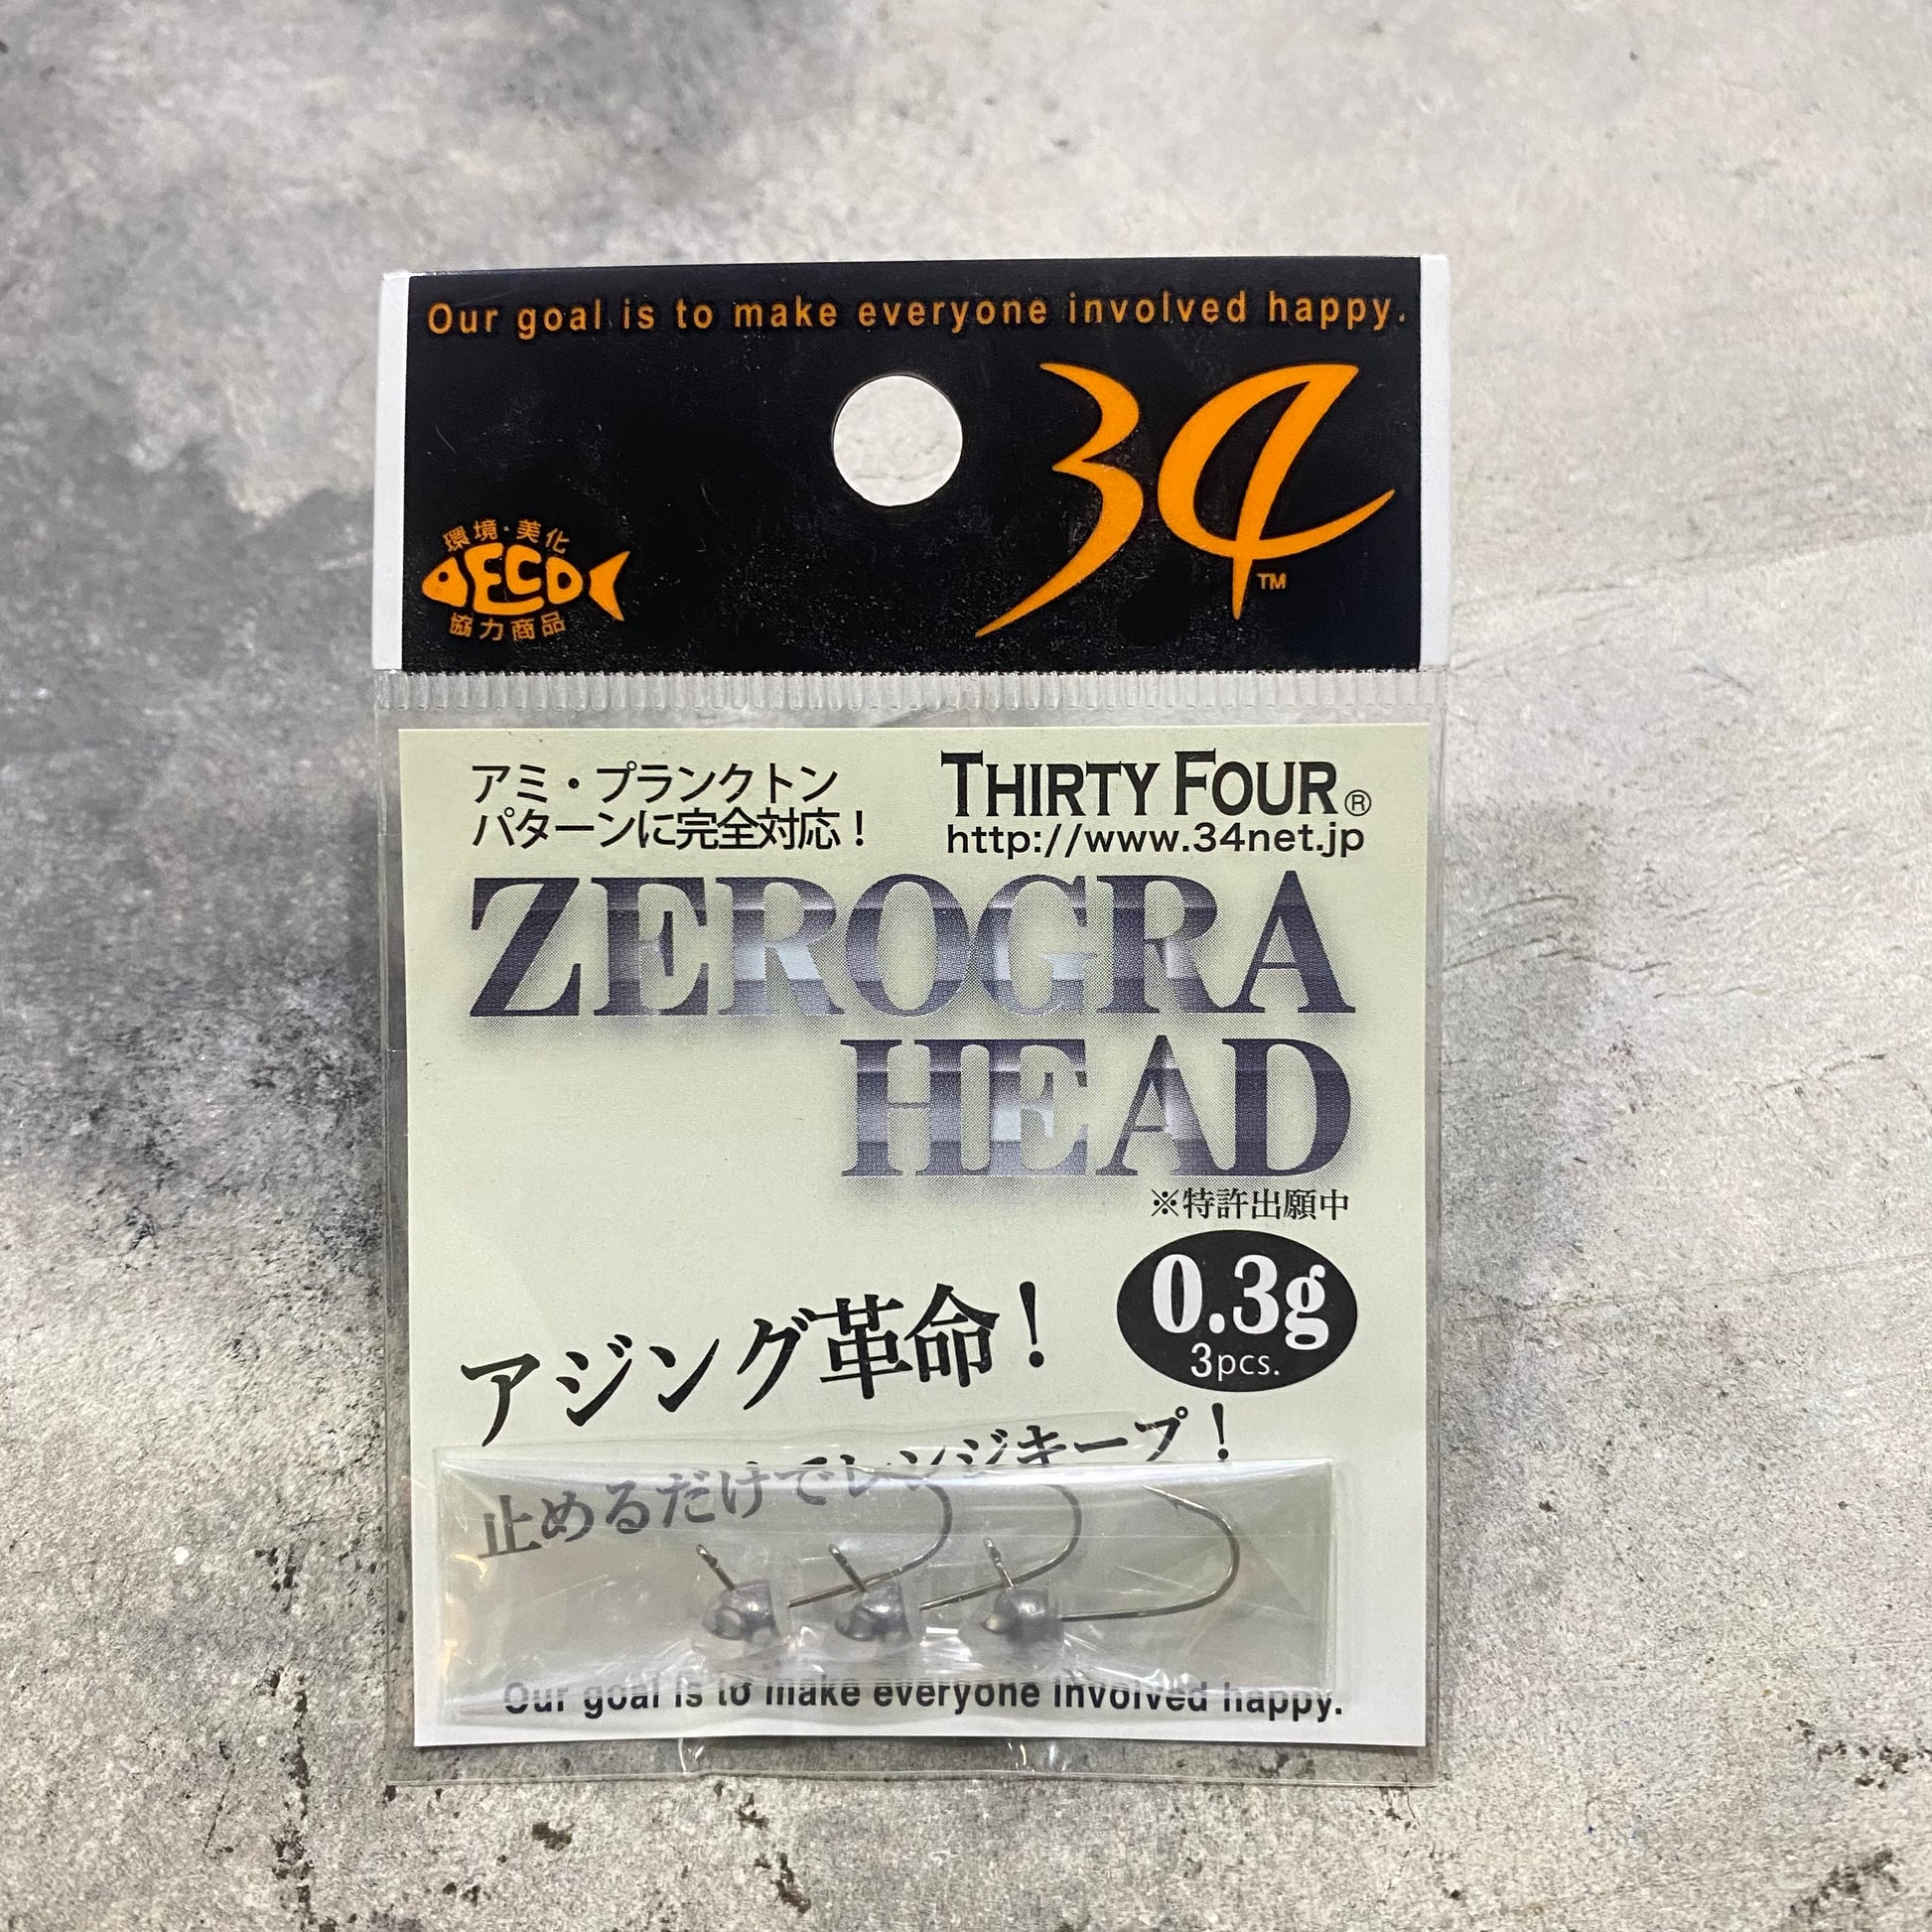 Our goal is to make everyone involved happy.
34
TM
環境・美化
ECO
協力商品
アミ・プランクトン
パターンに完全対応！
THIRTY FOUR®
http://www.34net.jp
ZEROGRA
HEAD
※特許出願中
0.3g
3pcs.
アジング革命！
止めるだけでレンジキープ！
Our goal is to make everyone involved happy.